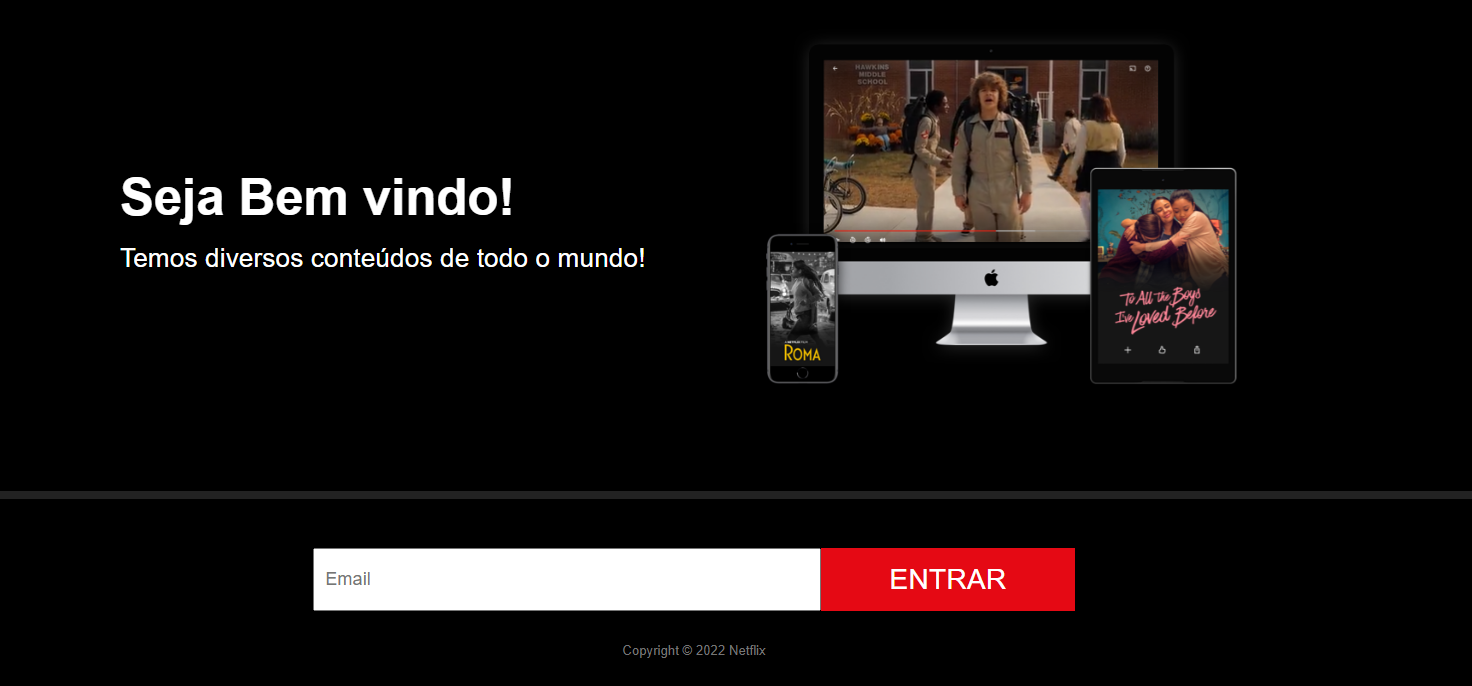 Seja Bem vindo!
Temos diversos conteúdos de todo o mundo!
HAWKINS
MIDDLE
SCHOOL
ROMA
To All the Boys
I've Loved Before
Email
ENTRAR
Copyright © 2022 Netflix